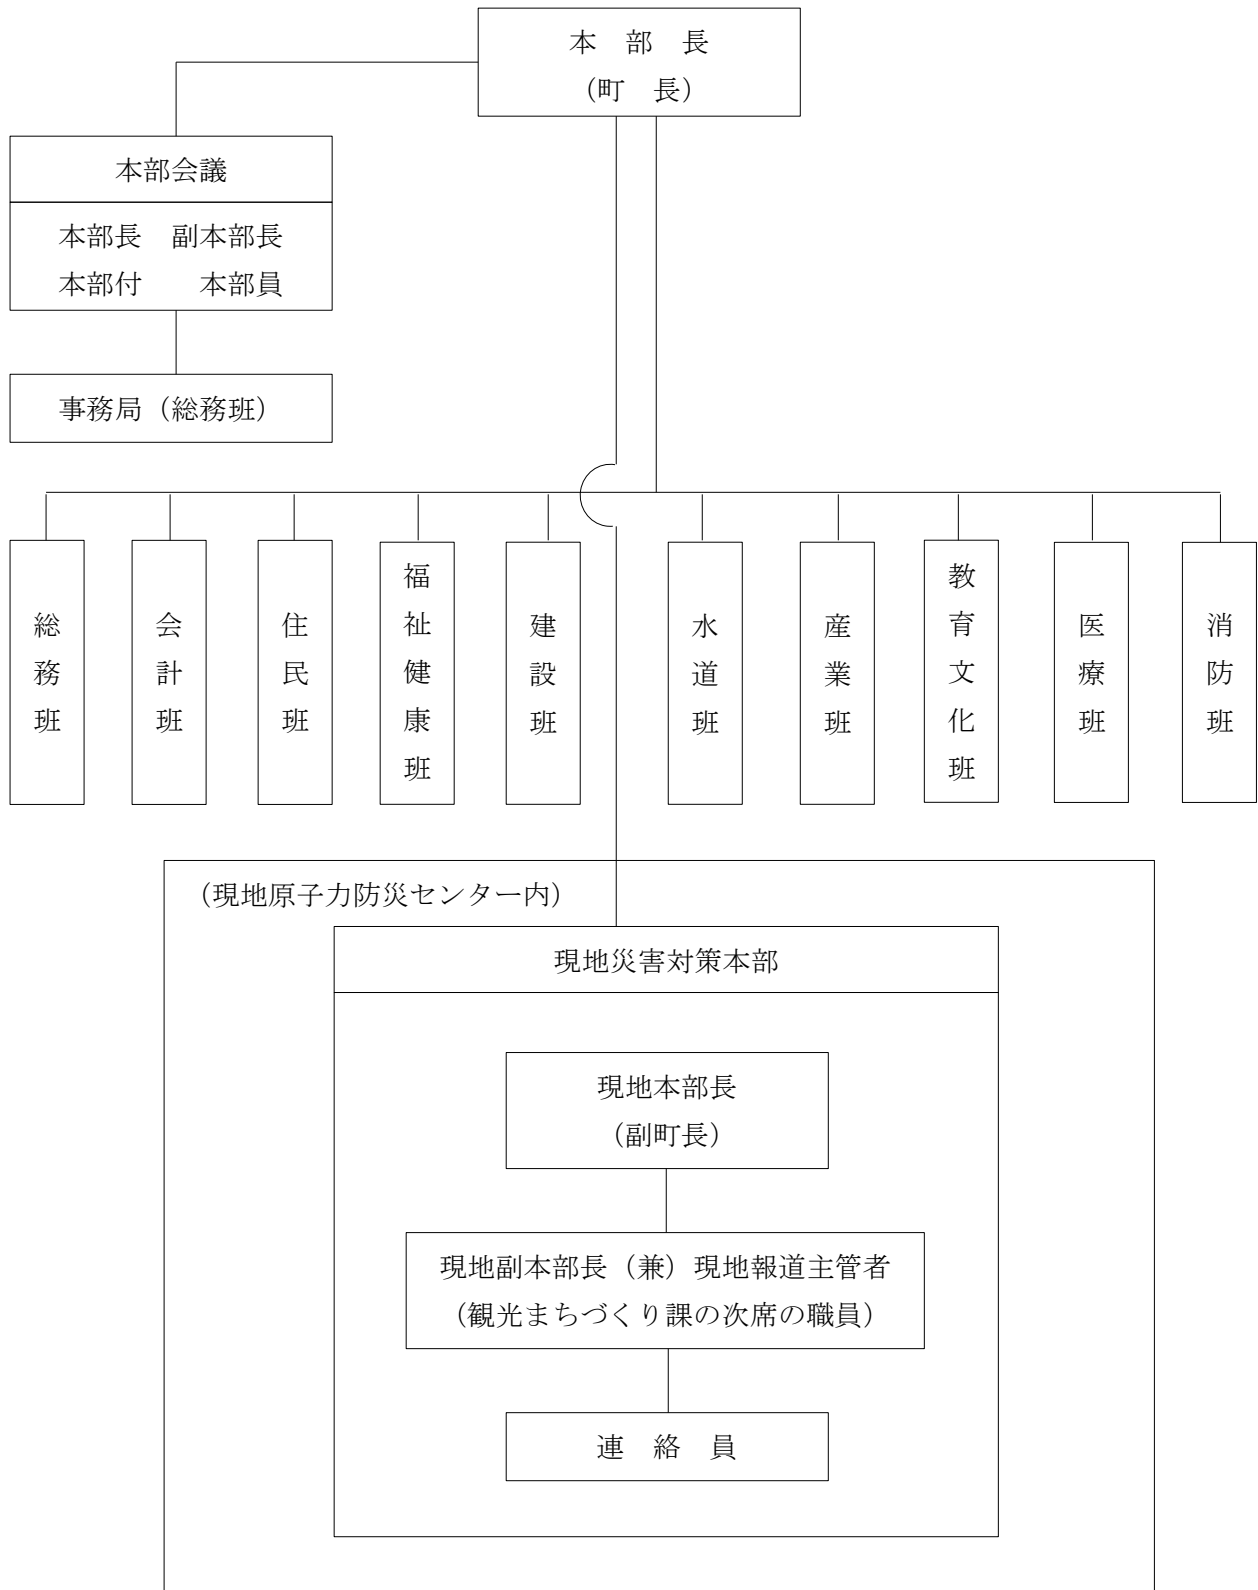 本　部　長
（町　長）
本部会議
本部長　副本部長
本部付　　本部員
事務局（総務班）
総務班
会計班
住民班
福祉健康班
建設班
水道班
産業班
教育文化班
医療班
消防班
（現地原子力防災センター内）
現地災害対策本部
現地本部長
（副町長）
現地副本部長（兼）現地報道主管者
（観光まちづくり課の次席の職員）
連　絡　員